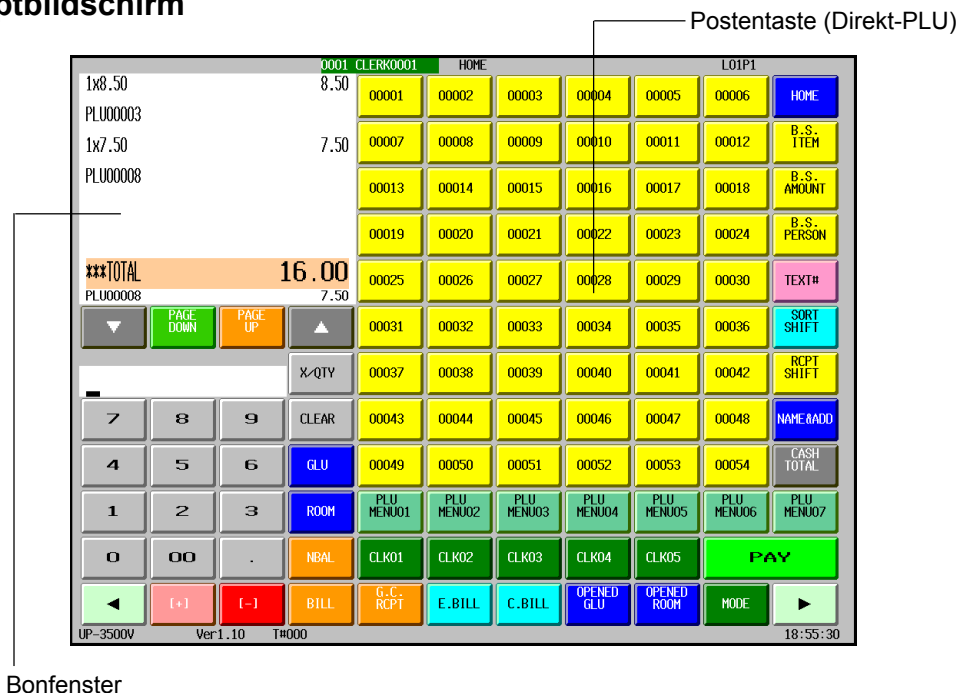 ptbildschirm
Postentaste (Direkt-PLU)
0001 CLERK0001 HOME L01P1
1x8.50 8.50
PLU00003
1x7.50 7.50
PLU00008
***TOTAL 16.00
PLU00008 7.50
00001 00002 00003 00004 00005 00006 HOME
00007 00008 00009 00010 00011 00012 B.S. ITEM
00013 00014 00015 00016 00017 00018 B.S. AMOUNT
00019 00020 00021 00022 00023 00024 B.S. PERSON
00025 00026 00027 00028 00029 00030 TEXT#
▼ PAGE DOWN PAGE UP ▲ 00031 00032 00033 00034 00035 00036 SORT SHIFT
X/QTY 00037 00038 00039 00040 00041 00042 RCPT SHIFT
7 8 9 CLEAR 00043 00044 00045 00046 00047 00048 NAME&ADD
4 5 6 GLU 00049 00050 00051 00052 00053 00054 CASH TOTAL
1 2 3 ROOM PLU MENU01 PLU MENU02 PLU MENU03 PLU MENU04 PLU MENU05 PLU MENU06 PLU MENU07
0 00 . NBAL CLK01 CLK02 CLK03 CLK04 CLK05 PAY
◀ [+] [-] BILL G.C. RCPT E.BILL C.BILL OPENED GLU OPENED ROOM MODE ▶
UP-3500V Ver1.10 T#000 18:55:30
Bonfenster